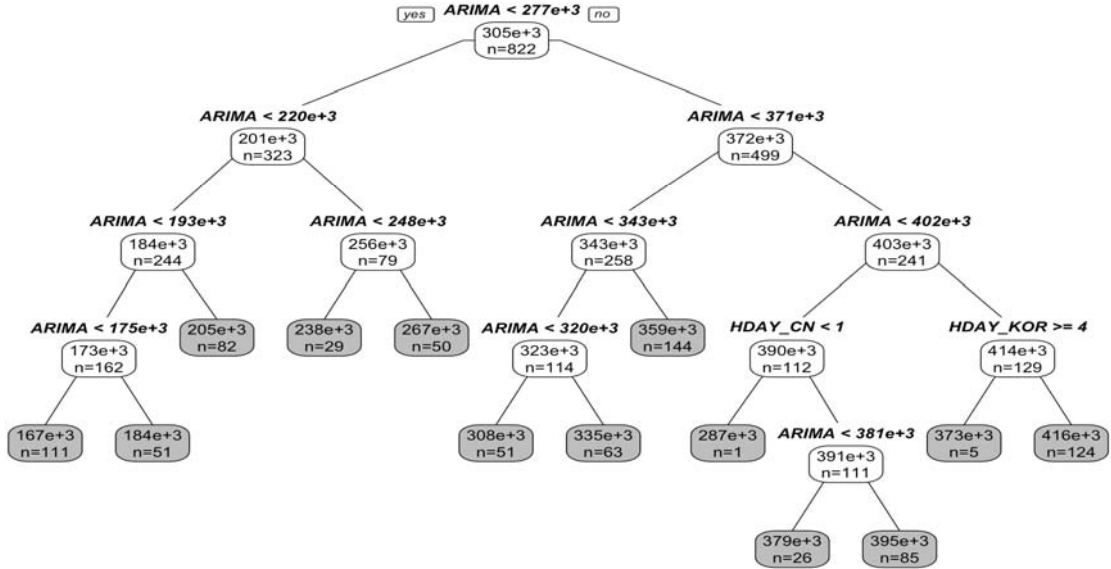 yes ARIMA < 277e+3 no
305e+3
n=822
ARIMA < 220e+3
201e+3
n=323
ARIMA < 371e+3
372e+3
n=499
ARIMA < 193e+3
184e+3
n=244
ARIMA < 248e+3
256e+3
n=79
ARIMA < 343e+3
343e+3
n=258
ARIMA < 402e+3
403e+3
n=241
ARIMA < 175e+3
173e+3
n=162
205e+3
n=82
238e+3
n=29
267e+3
n=50
ARIMA < 320e+3
323e+3
n=114
359e+3
n=144
HDAY_CN < 1
390e+3
n=112
HDAY_KOR >= 4
414e+3
n=129
167e+3
n=111
184e+3
n=51
308e+3
n=51
335e+3
n=63
287e+3
n=1
ARIMA < 381e+3
391e+3
n=111
373e+3
n=5
416e+3
n=124
379e+3
n=26
395e+3
n=85